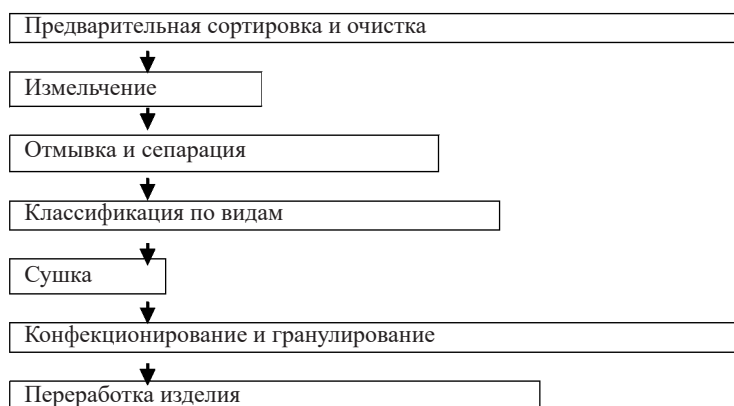 Предварительная сортировка и очистка
Измельчение
Отмывка и сепарация
Классификация по видам
Сушка
Конфекционирование и гранулирование
Переработка изделия